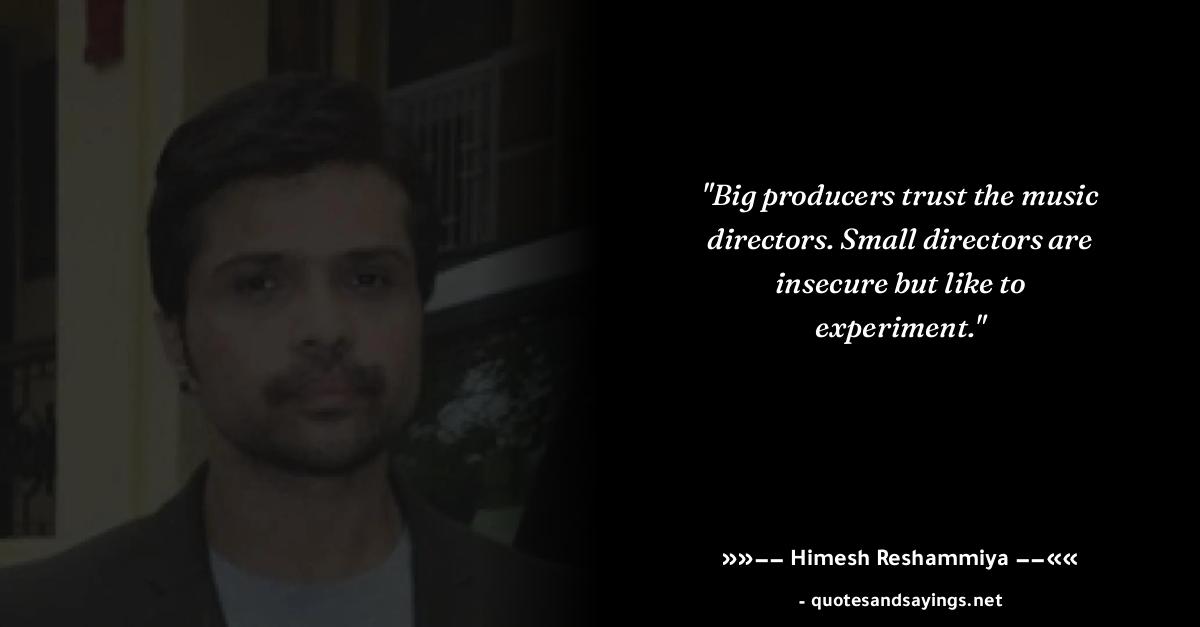 "Big producers trust the music
directors. Small directors are
insecure but like to
experiment."
»»−− Himesh Reshammiya −−««
- quotesandsayings.net